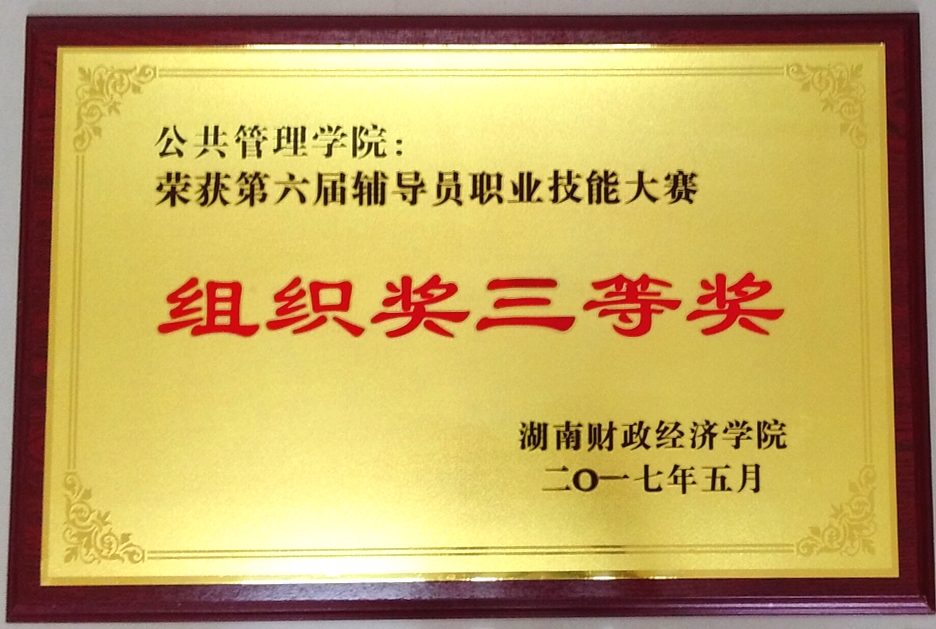 公共管理学院:
荣获第六届辅导员职业技能大赛
组织奖三等奖
湖南财政经济学院
二O一七年五月